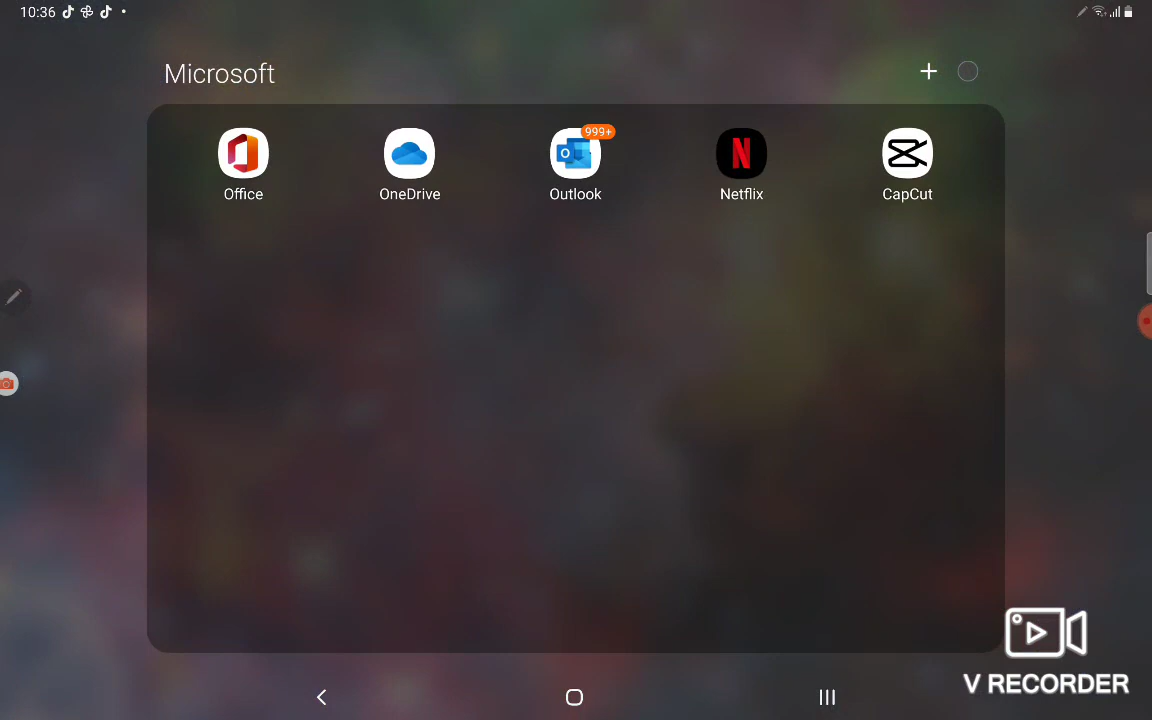 10:36
Microsoft
999+
Office
OneDrive
Outlook
Netflix
CapCut
V RECORDER